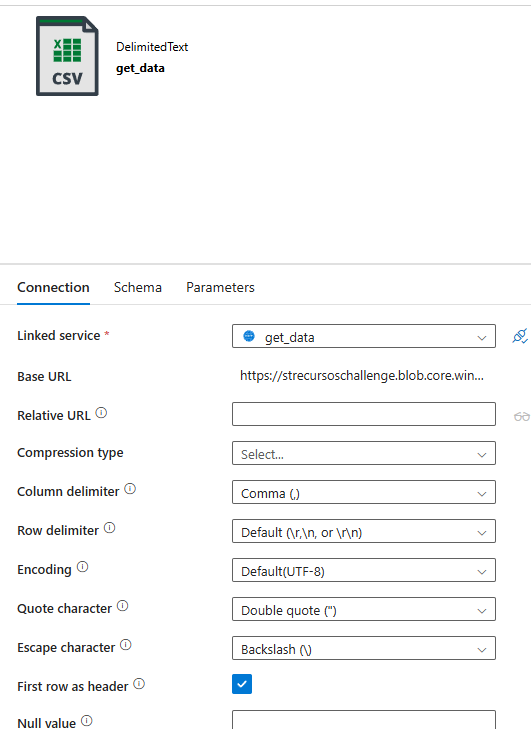 X
CSV
DelimitedText
get_data
Connection Schema Parameters
Linked service * get_data
Base URL https://strecursoschallenge.blob.core.win...
Relative URL
Compression type Select...
Column delimiter Comma (,)
Row delimiter Default (\r,\n, or \r\n)
Encoding Default(UTF-8)
Quote character Double quote (")
Escape character Backslash (\)
First row as header
Null value